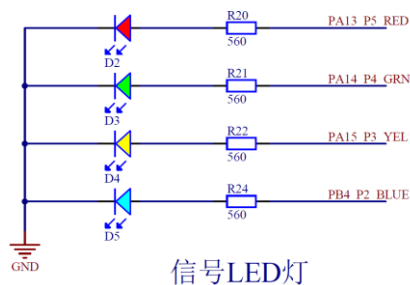 R20
PA13 P5 RED
D2
560
R21
PA14 P4 GRN
D3
560
R22
PA15 P3 YEL
D4
560
R24
PB4 P2 BLUE
D5
560
GND
信号LED灯